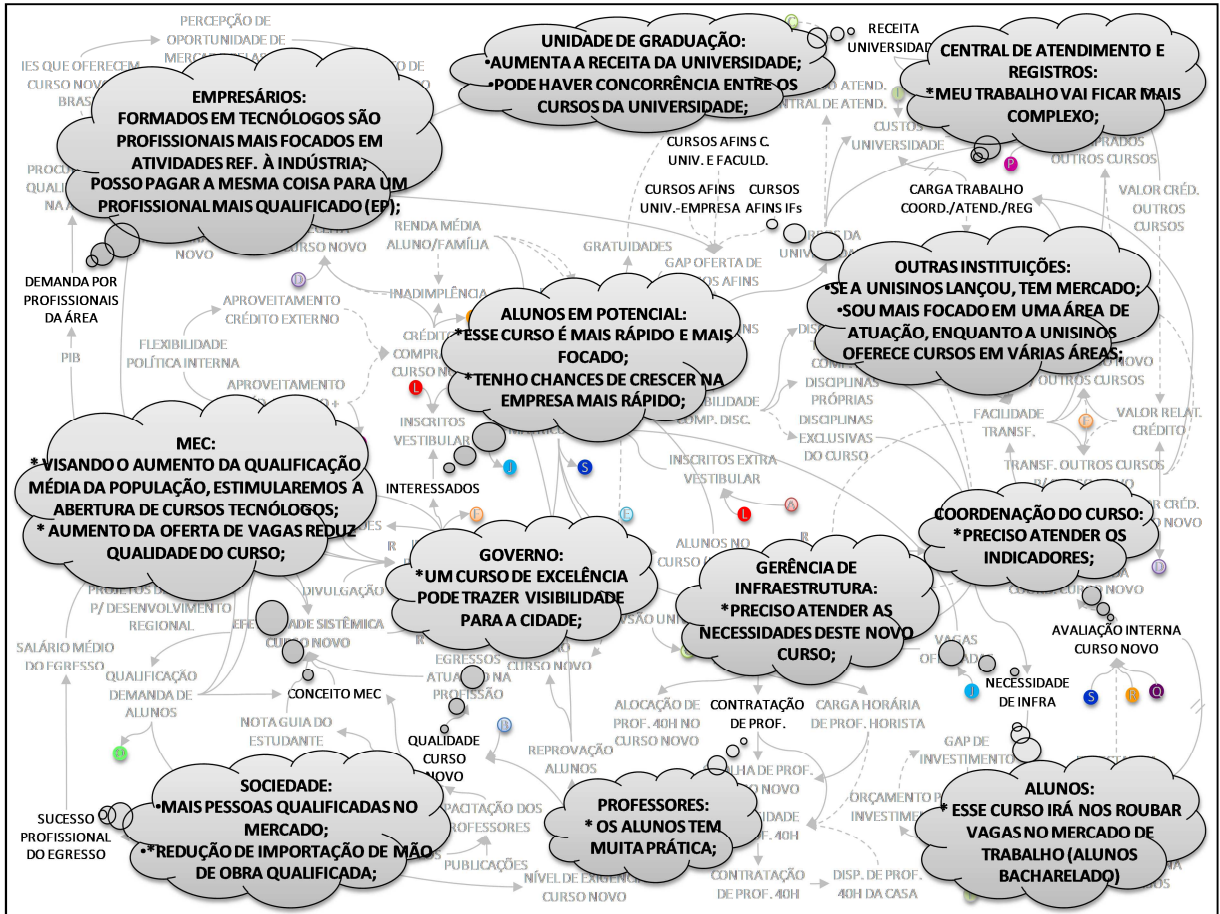 PERCEPÇÃO DE
OPORTUNIDADE DE
IES QUE OFERECEM
CURSO NOVO
EMPRESÁRIOS:
FORMADOS EM TECNÓLOGOS SÃO
PROFISSIONAIS MAIS FOCADOS EM
ATIVIDADES REF. À INDÚSTRIA;
POSSO PAGAR A MESMA COISA PARA UM
PROFISSIONAL MAIS QUALIFICADO (EP);
UNIDADE DE GRADUAÇÃO:
•AUMENTA A RECEITA DA UNIVERSIDADE;
•PODE HAVER CONCORRÊNCIA ENTRE OS
CURSOS DA UNIVERSIDADE;
RECEITA
UNIVERSIDADE
CENTRAL DE ATENDIMENTO E
REGISTROS:
*MEU TRABALHO VAI FICAR MAIS
COMPLEXO;
CUSTOS
UNIVERSIDADE
P
OUTROS CURSOS
CURSOS AFINS C.
UNIV. E FACULD.
CURSOS AFINS
UNIV.-EMPRESA
CURSOS
AFINS IFs
CARGA TRABALHO
COORD./ATEND./REG
VALOR CRÉD.
OUTROS
CURSOS
RENDA MÉDIA
ALUNO/FAMÍLIA
GRATUIDADES
GAP OFERTA DE
DEMANDA POR
PROFISSIONAIS
DA ÁREA
D
APROVEITAMENTO
CRÉDITO EXTERNO
INADIMPLÊNCIA
OUTRAS INSTITUIÇÕES:
•SE A UNISINOS LANÇOU, TEM MERCADO;
•SOU MAIS FOCADO EM UMA ÁREA DE
ATUAÇÃO, ENQUANTO A UNISINOS
OFERECE CURSOS EM VÁRIAS ÁREAS;
ALUNOS EM POTENCIAL:
*ESSE CURSO É MAIS RÁPIDO E MAIS
FOCADO;
*TENHO CHANCES DE CRESCER NA
EMPRESA MAIS RÁPIDO;
PIB
FLEXIBILIDADE
POLÍTICA INTERNA
APROVEITAMENTO
L
INSCRITOS
VESTIBULAR
COMP. DISC.
DISCIPLINAS
PRÓPRIAS
DISCIPLINAS
EXCLUSIVAS
DO CURSO
OUTROS CURSOS
FACILIDADE
TRANSF.
VALOR RELAT.
CRÉDITO
MEC:
* VISANDO O AUMENTO DA QUALIFICAÇÃO
MÉDIA DA POPULAÇÃO, ESTIMULAREMOS A
ABERTURA DE CURSOS TECNÓLOGOS;
* AUMENTO DA OFERTA DE VAGAS REDUZ
QUALIDADE DO CURSO;
INTERESSADOS
J
S
INSCRITOS EXTRA
VESTIBULAR
L
TRANSF. OUTROS CURSOS
COORDENAÇÃO DO CURSO:
*PRECISO ATENDER OS
INDICADORES;
GOVERNO:
*UM CURSO DE EXCELÊNCIA
PODE TRAZER VISIBILIDADE
PARA A CIDADE;
ALUNOS NO
GERÊNCIA DE
INFRAESTRUTURA:
*PRECISO ATENDER AS
NECESSIDADES DESTE NOVO
CURSO;
D
DIVULGAÇÃO
P/ DESENVOLVIMENTO
REGIONAL
CURSO NOVO
SALÁRIO MÉDIO
DO EGRESSO
QUALIFICAÇÃO
DEMANDA DE
ALUNOS
CONCEITO MEC
EGRESSOS
PROFISSÃO
CURSO NOVO
VAGAS
AVALIAÇÃO INTERNA
CURSO NOVO
J
NECESSIDADE
DE INFRA
S
R
Q
ALOCAÇÃO DE
PROF. 40H NO
CURSO NOVO
CONTRATAÇÃO
DE PROF.
CARGA HORÁRIA
DE PROF. HORISTA
NOTA GUIA DO
ESTUDANTE
QUALIDADE
CURSO
NOVO
B
REPROVAÇÃO
ALUNOS
GAP DE
INVESTIMENTO
SOCIEDADE:
•MAIS PESSOAS QUALIFICADAS NO
MERCADO;
•*REDUÇÃO DE IMPORTAÇÃO DE MÃO
DE OBRA QUALIFICADA;
SUCESSO
PROFISSIONAL
DO EGRESSO
PUBLICAÇÕES
PROFESSORES:
* OS ALUNOS TEM
MUITA PRÁTICA;
ALUNOS:
* ESSE CURSO IRÁ NOS ROUBAR
VAGAS NO MERCADO DE
TRABALHO (ALUNOS
BACHARELADO)
CURSO NOVO
CONTRATAÇÃO
DE PROF. 40H
DISP. DE PROF.
40H DA CASA